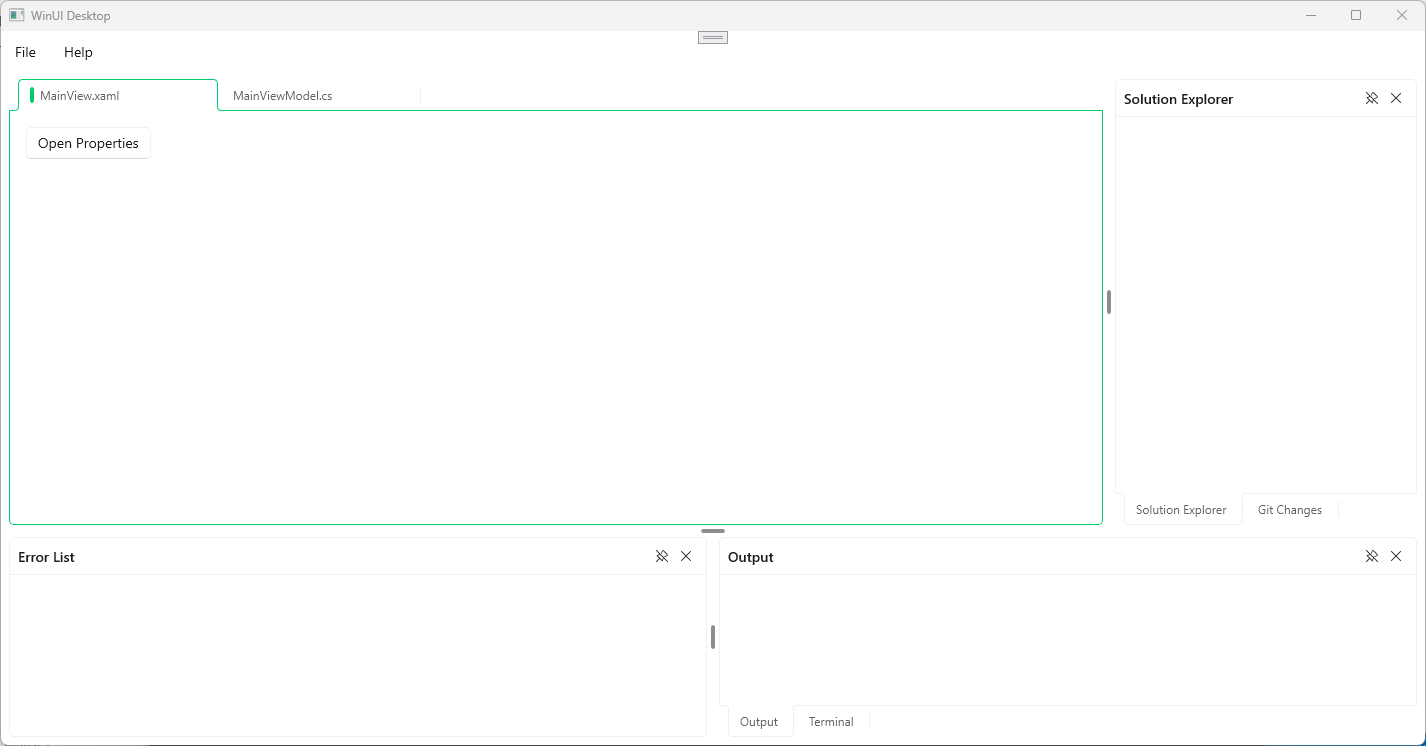 WinUI Desktop
File Help
MainView.xaml MainViewModel.cs
Open Properties
Solution Explorer
Solution Explorer Git Changes
Error List
Output
Output Terminal